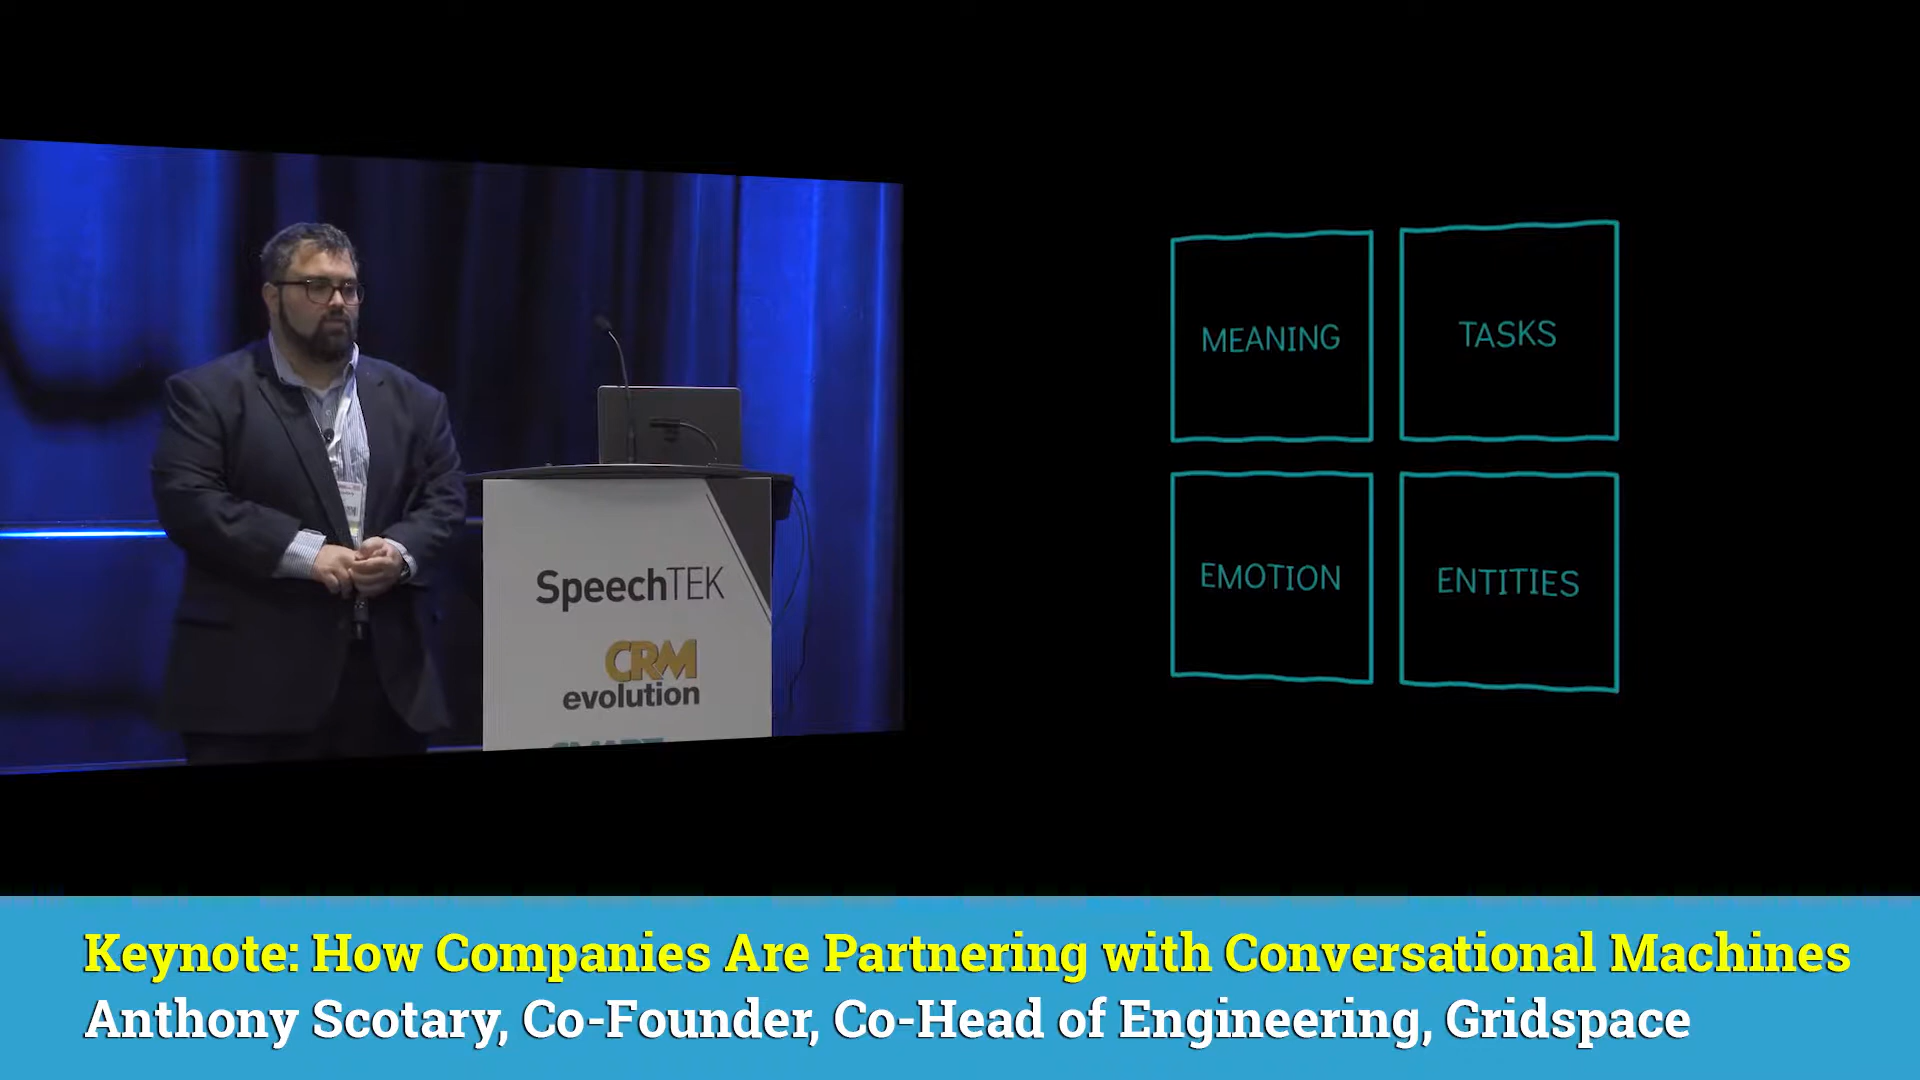 MEANING
TASKS
EMOTION
ENTITIES
SpeechTEK
CRM
evolution
Keynote: How Companies Are Partnering with Conversational Machines
Anthony Scotary, Co-Founder, Co-Head of Engineering, Gridspace